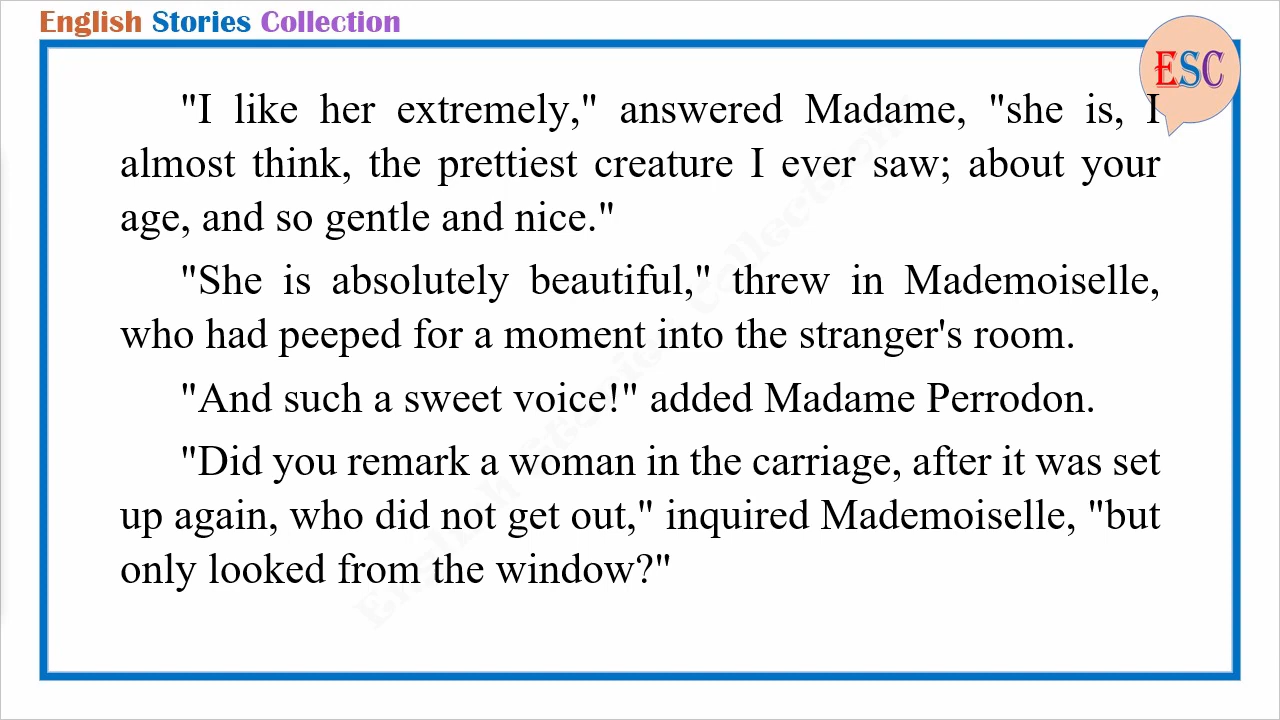 English Stories Collection
ESC
"I like her extremely," answered Madame, "she is, I
almost think, the prettiest creature I ever saw; about your
age, and so gentle and nice."
"She is absolutely beautiful," threw in Mademoiselle,
who had peeped for a moment into the stranger's room.
"And such a sweet voice!" added Madame Perrodon.
"Did you remark a woman in the carriage, after it was set
up again, who did not get out," inquired Mademoiselle, "but
only looked from the window?"